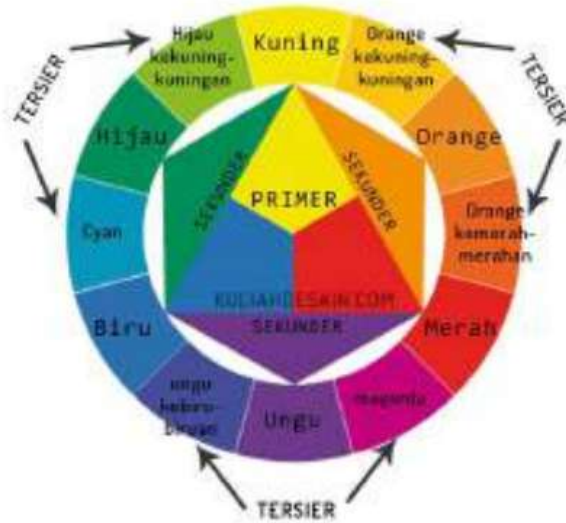 Kuning
Hijau
kekuning-
kuningan
Orange
kekuning-
kuningan
TERSIER
TERSIER
Hijau
Orange
SEKUNDER
SEKUNDER
PRIMER
Cyan
Orange
kemerah-
merahan
KULIAHDESAIN.COM
SEKUNDER
Biru
Merah
ungu
kebiru-
biruan
Ungu
magenta
TERSIER